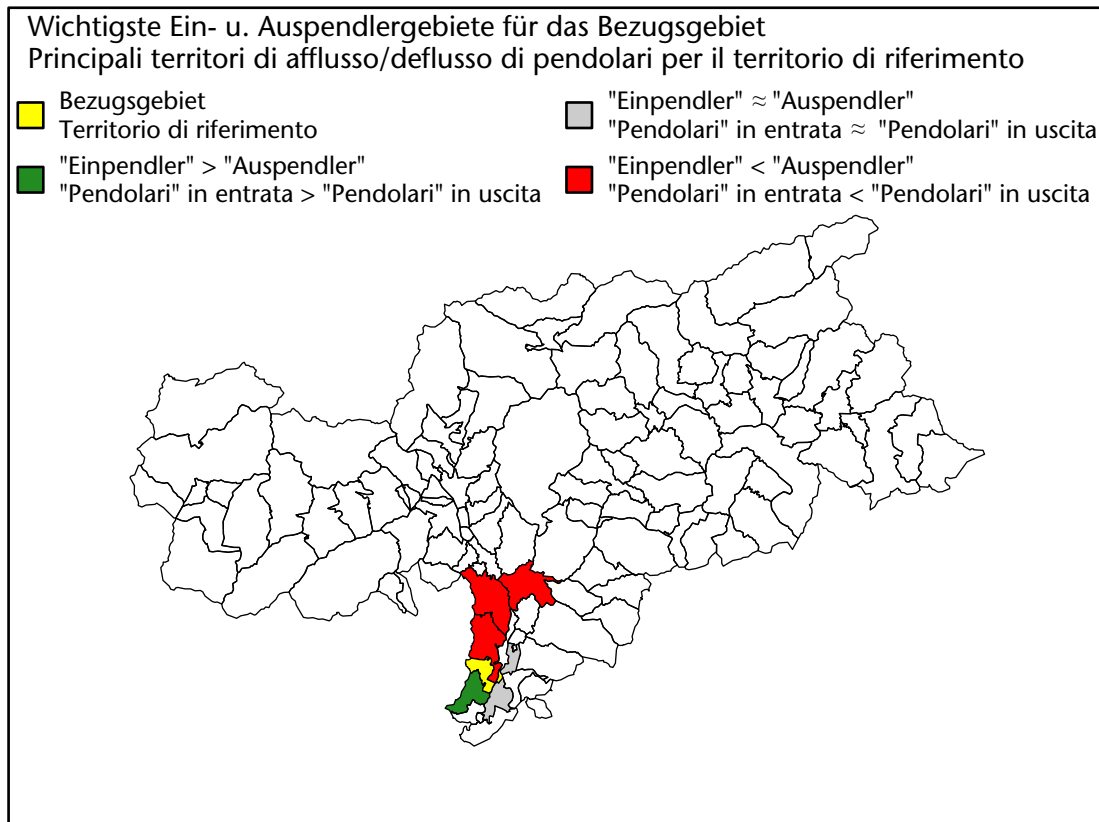 Wichtigste Ein- u. Auspendlergebiete für das Bezugsgebiet
Principali territori di afflusso/deflusso di pendolari per il territorio di riferimento
Bezugsgebiet
Territorio di riferimento
"Einpendler" > "Auspendler"
"Pendolari" in entrata > "Pendolari" in uscita
"Einpendler" ≈ "Auspendler"
"Pendolari" in entrata ≈ "Pendolari" in uscita
"Einpendler" < "Auspendler"
"Pendolari" in entrata < "Pendolari" in uscita